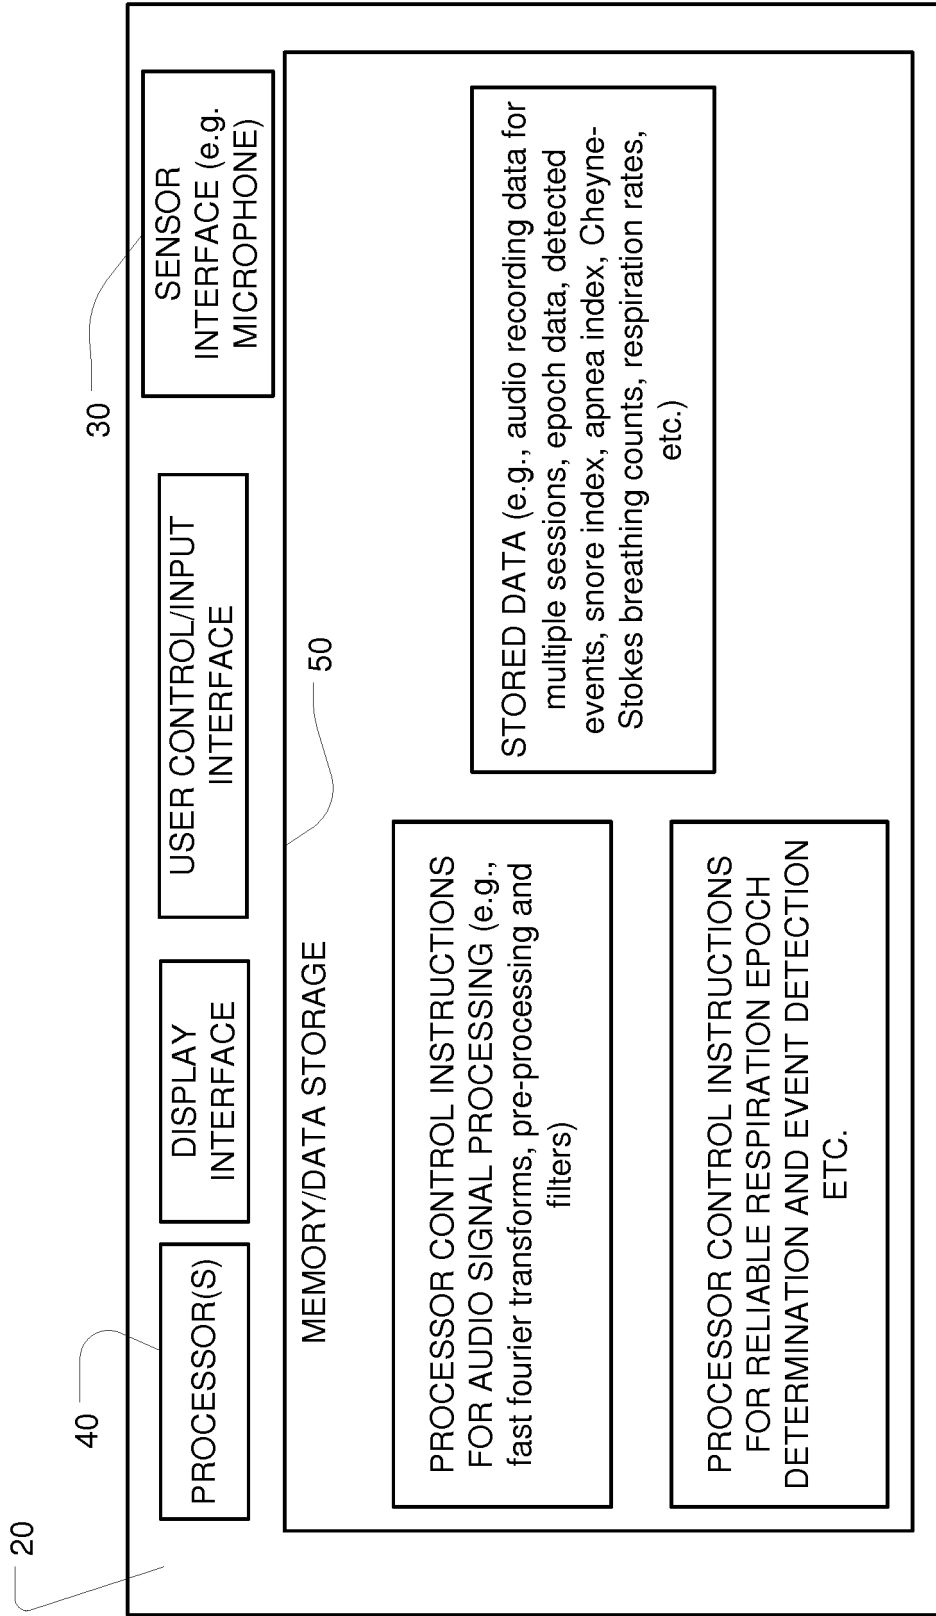 20
40
PROCESSOR(S)
DISPLAY
INTERFACE
USER CONTROL/INPUT
INTERFACE
30
SENSOR
INTERFACE (e.g.
MICROPHONE)
50
MEMORY/DATA STORAGE
PROCESSOR CONTROL INSTRUCTIONS
FOR AUDIO SIGNAL PROCESSING (e.g.,
fast fourier transforms, pre-processing and
filters)
PROCESSOR CONTROL INSTRUCTIONS
FOR RELIABLE RESPIRATION EPOCH
DETERMINATION AND EVENT DETECTION
ETC.
STORED DATA (e.g., audio recording data for
multiple sessions, epoch data, detected
events, snore index, apnea index, Cheyne-
Stokes breathing counts, respiration rates,
etc.)